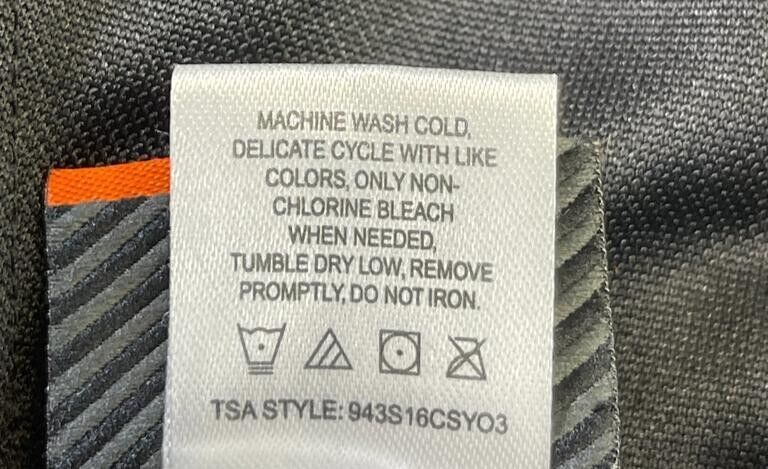 MACHINE WASH COLD,
DELICATE CYCLE WITH LIKE
COLORS, ONLY NON-
CHLORINE BLEACH
WHEN NEEDED,
TUMBLE DRY LOW, REMOVE
PROMPTLY, DO NOT IRON.
TSA STYLE: 943S16CSYO3